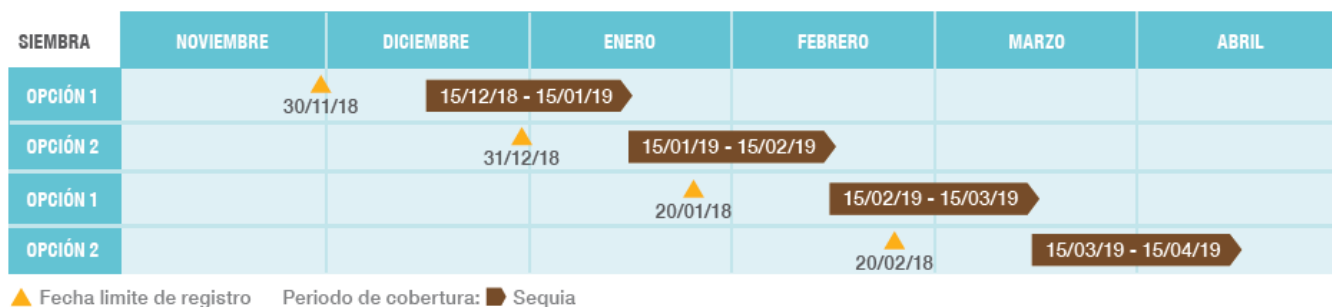 SIEMBRA NOVIEMBRE DICIEMBRE ENERO FEBRERO MARZO ABRIL
OPCIÓN 1 30/11/18 15/12/18 - 15/01/19
OPCIÓN 2 31/12/18 15/01/19 - 15/02/19
OPCIÓN 1 20/01/18 15/02/19 - 15/03/19
OPCIÓN 2 20/02/18 15/03/19 - 15/04/19
Fecha limite de registro Periodo de cobertura: Sequia